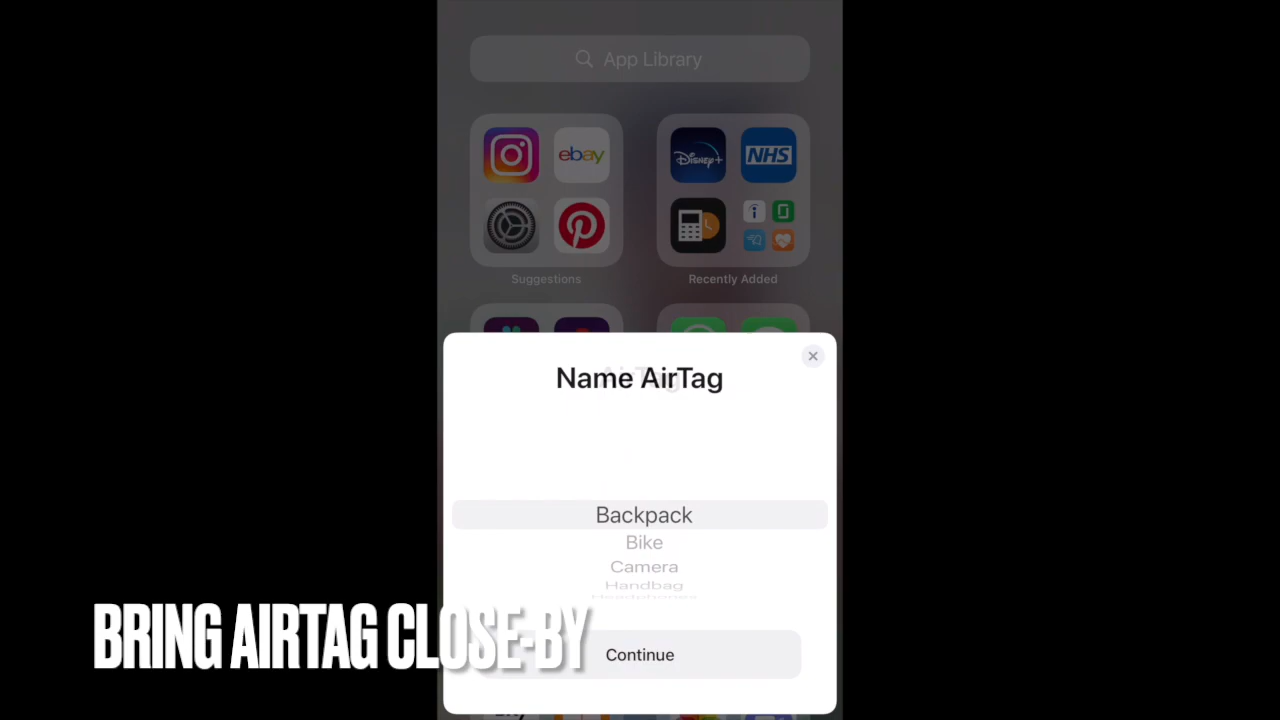 App Library
ebay
Disney+
NHS
Suggestions
Recently Added
Name AirTag
Backpack
Bike
Camera
Handbag
Headphones
BRING AIRTAG CLOSE-BY
Continue